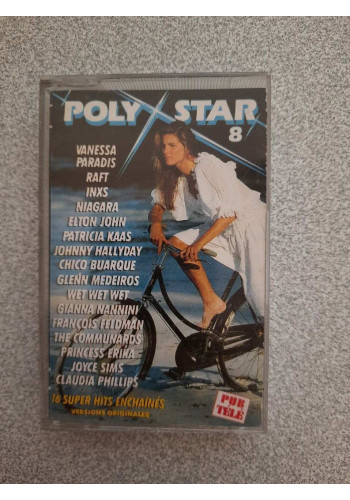 POLY STAR
8
VANESSA
PARADIS
RAFT
INXS
NIAGARA
ELTON JOHN
PATRICIA KAAS
JOHNNY HALLYDAY
CHICO BUARQUE
GLENN MEDEIROS
WET WET WET
GIANNA NANNINI
FRANÇOIS FELDMAN
THE COMMUNARDS
PRINCESS ERIKA
JOYCE SIMS
CLAUDIA PHILLIPS
16 SUPER HITS ENCHAINÉS
VERSIONS ORIGINALES
PUB
TÉLÉ